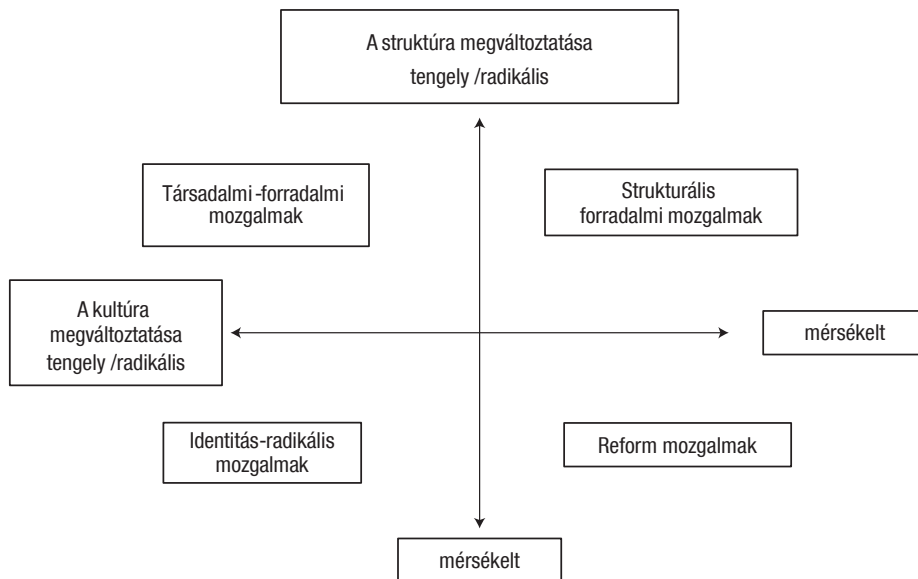 A struktúra megváltoztatása
tengely /radikális
Társadalmi-forradalmi
mozgalmak
Strukturális
forradalmi mozgalmak
A kultúra
megváltoztatása
tengely /radikális
mérsékelt
Identitás-radikális
mozgalmak
Reform mozgalmak
mérsékelt